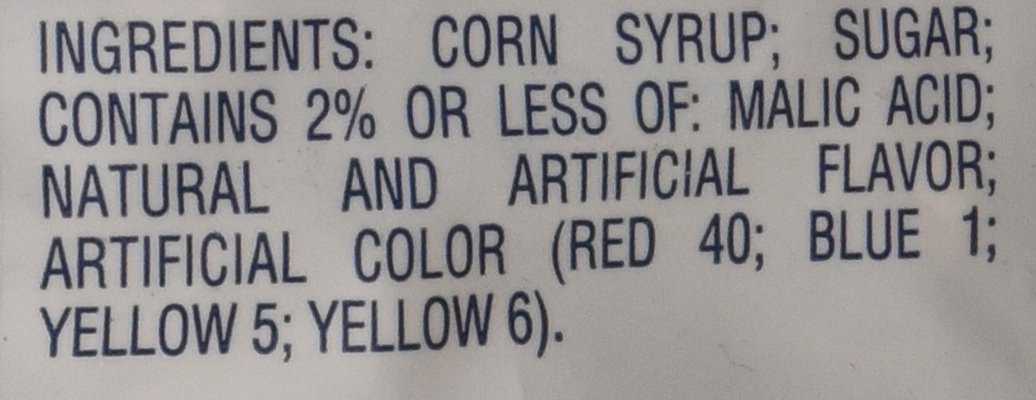 INGREDIENTS: CORN SYRUP; SUGAR;
CONTAINS 2% OR LESS OF: MALIC ACID;
NATURAL AND ARTIFICIAL FLAVOR;
ARTIFICIAL COLOR (RED 40; BLUE 1;
YELLOW 5; YELLOW 6).